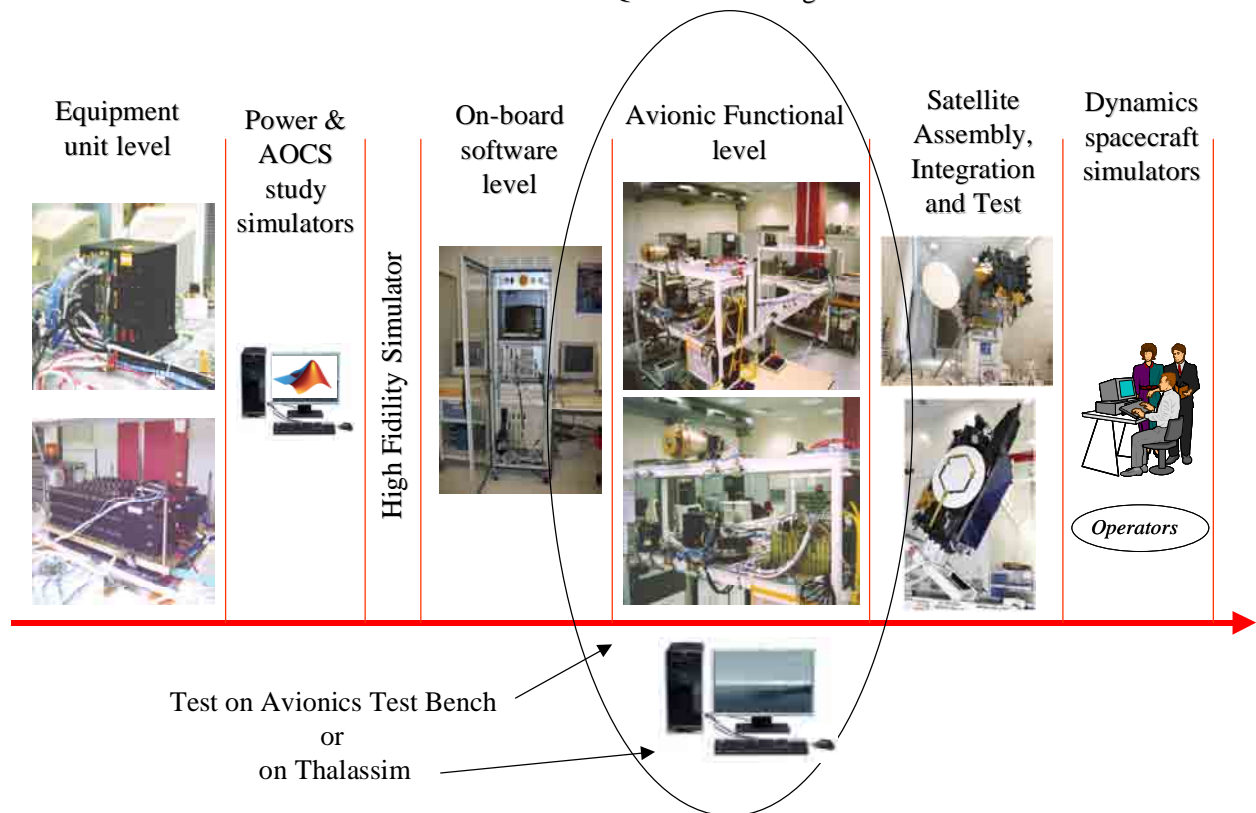 Equipment
unit level
Power &
AOCS
study
simulators
High Fidility Simulator
On-board
software
level
Avionic Functional
level
Satellite
Assembly,
Integration
and Test
Dynamics
spacecraft
simulators
Operators
Test on Avionics Test Bench
or
on Thalassim